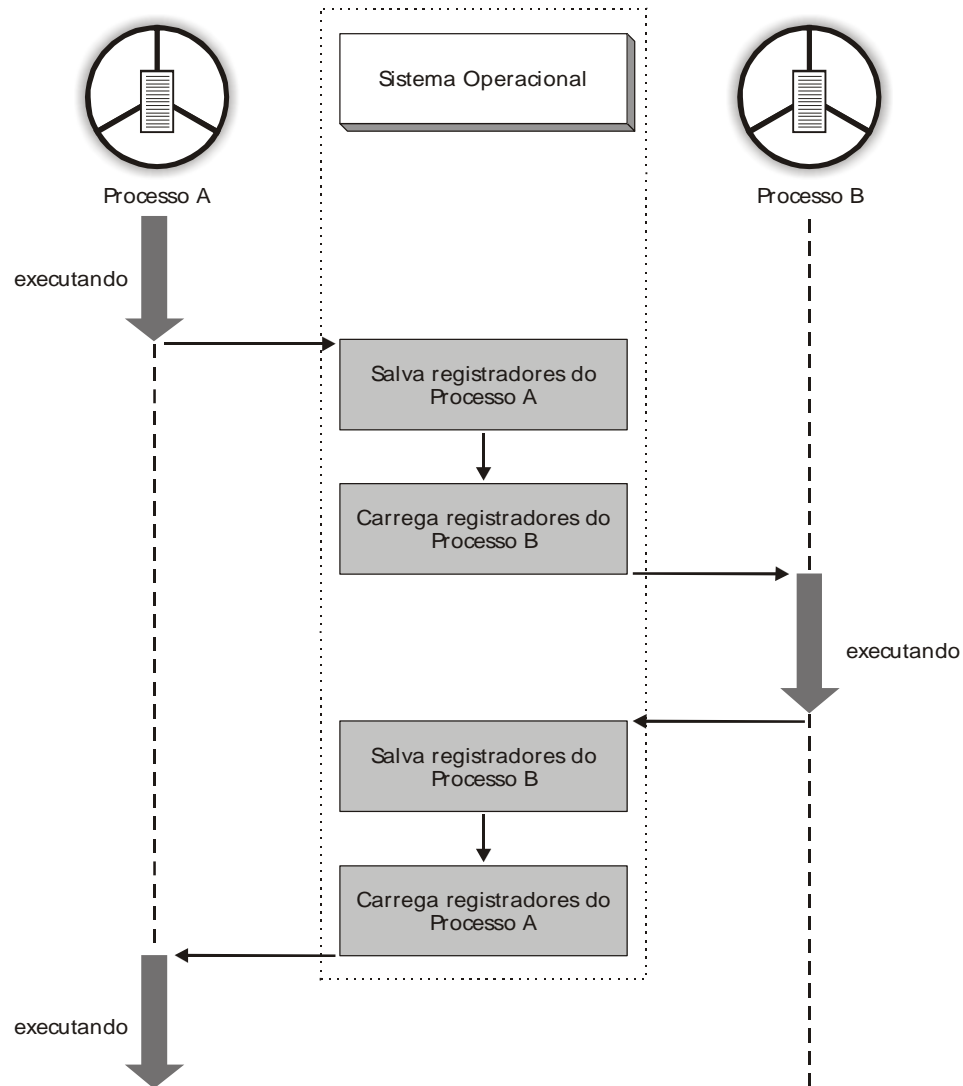 Sistema Operacional
Processo A
Processo B
executando
Salva registradores do
Processo A
Carrega registradores do
Processo B
executando
Salva registradores do
Processo B
Carrega registradores do
Processo A
executando